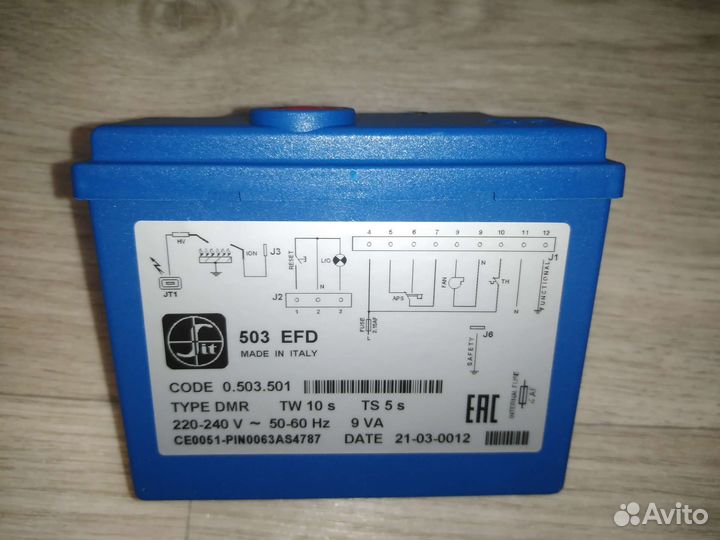 4 5 6 7 8 9 10 11 12
HV
ION
J3
JT1
RESET
N
J2
1 2 3
APS
FAN
N
TH
N
J1
FUNCTIONAL
FUSE
J6
SAFETY
Sit
503 EFD
MADE IN ITALY
CODE 0.503.501
TYPE DMR TW 10 s TS 5 s
220-240 V ~ 50-60 Hz 9 VA
CE0051-PIN0063AS4787 DATE 21-03-0012
EAC
INTERNAL FUSE
4 AF
Avito